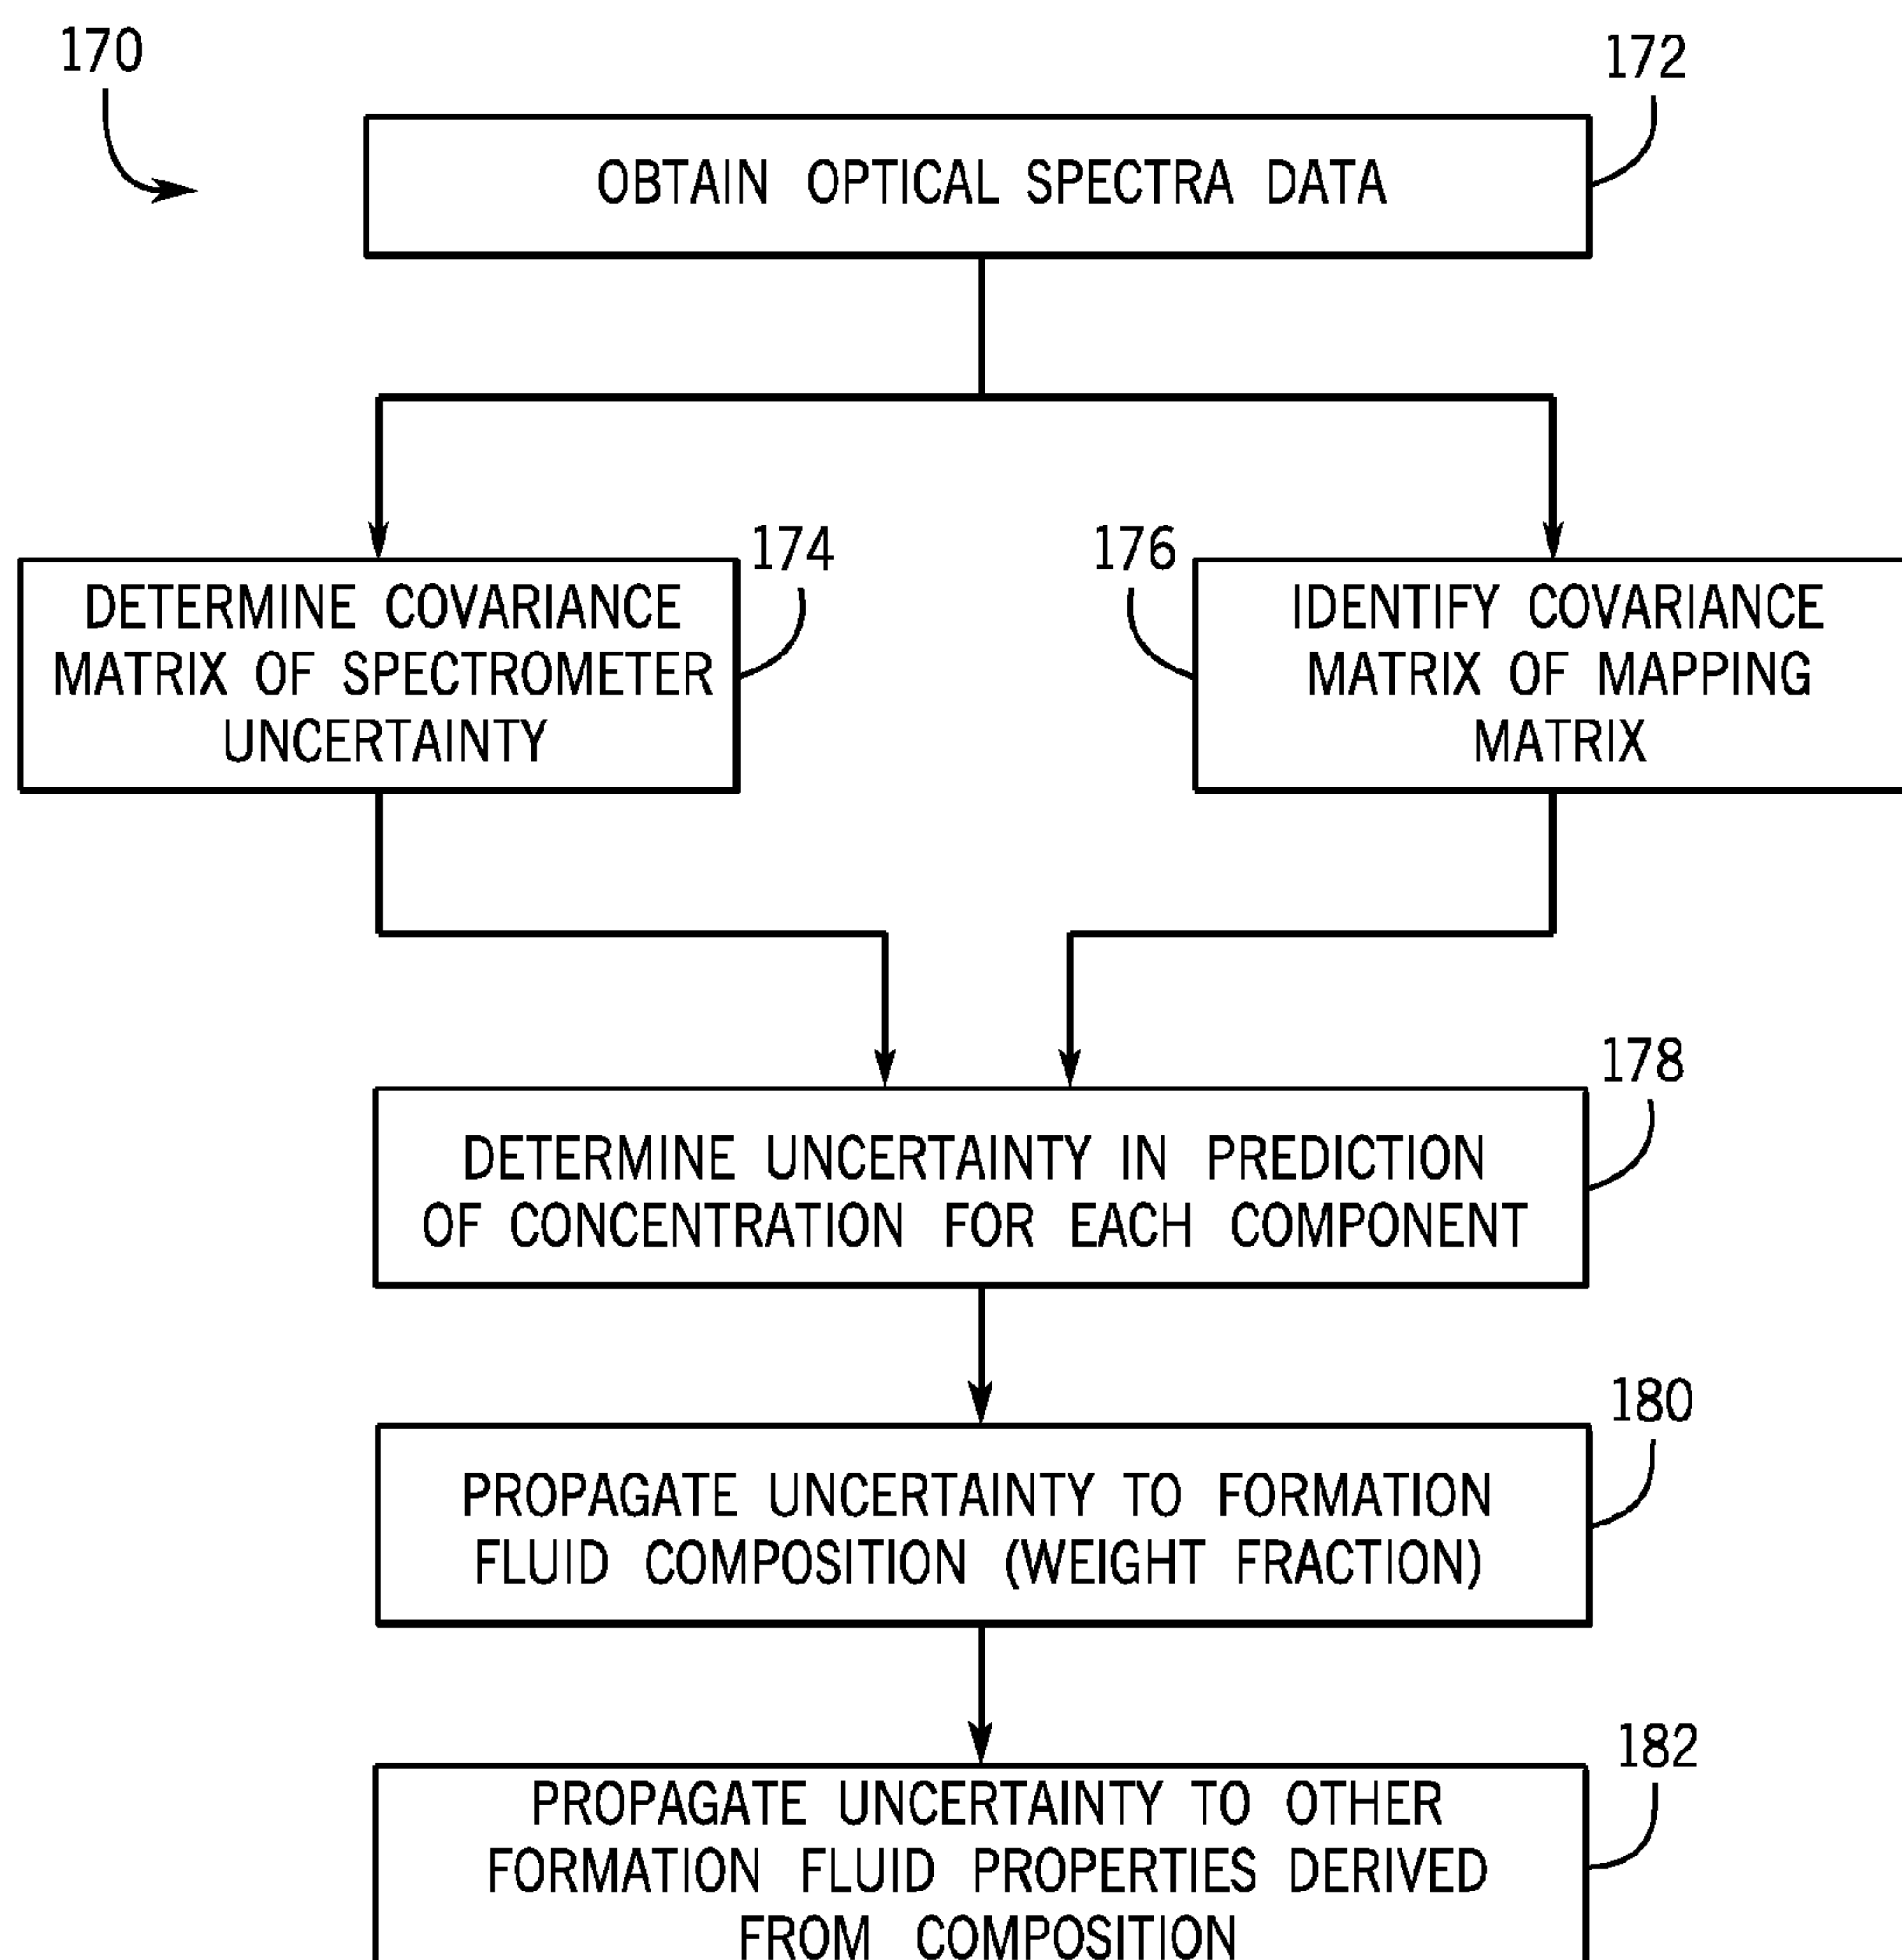 170
172
OBTAIN OPTICAL SPECTRA DATA
174
176
DETERMINE COVARIANCE
MATRIX OF SPECTROMETER
UNCERTAINTY
IDENTIFY COVARIANCE
MATRIX OF MAPPING
MATRIX
178
DETERMINE UNCERTAINTY IN PREDICTION
OF CONCENTRATION FOR EACH COMPONENT
180
PROPAGATE UNCERTAINTY TO FORMATION
FLUID COMPOSITION (WEIGHT FRACTION)
182
PROPAGATE UNCERTAINTY TO OTHER
FORMATION FLUID PROPERTIES DERIVED
FROM COMPOSITION